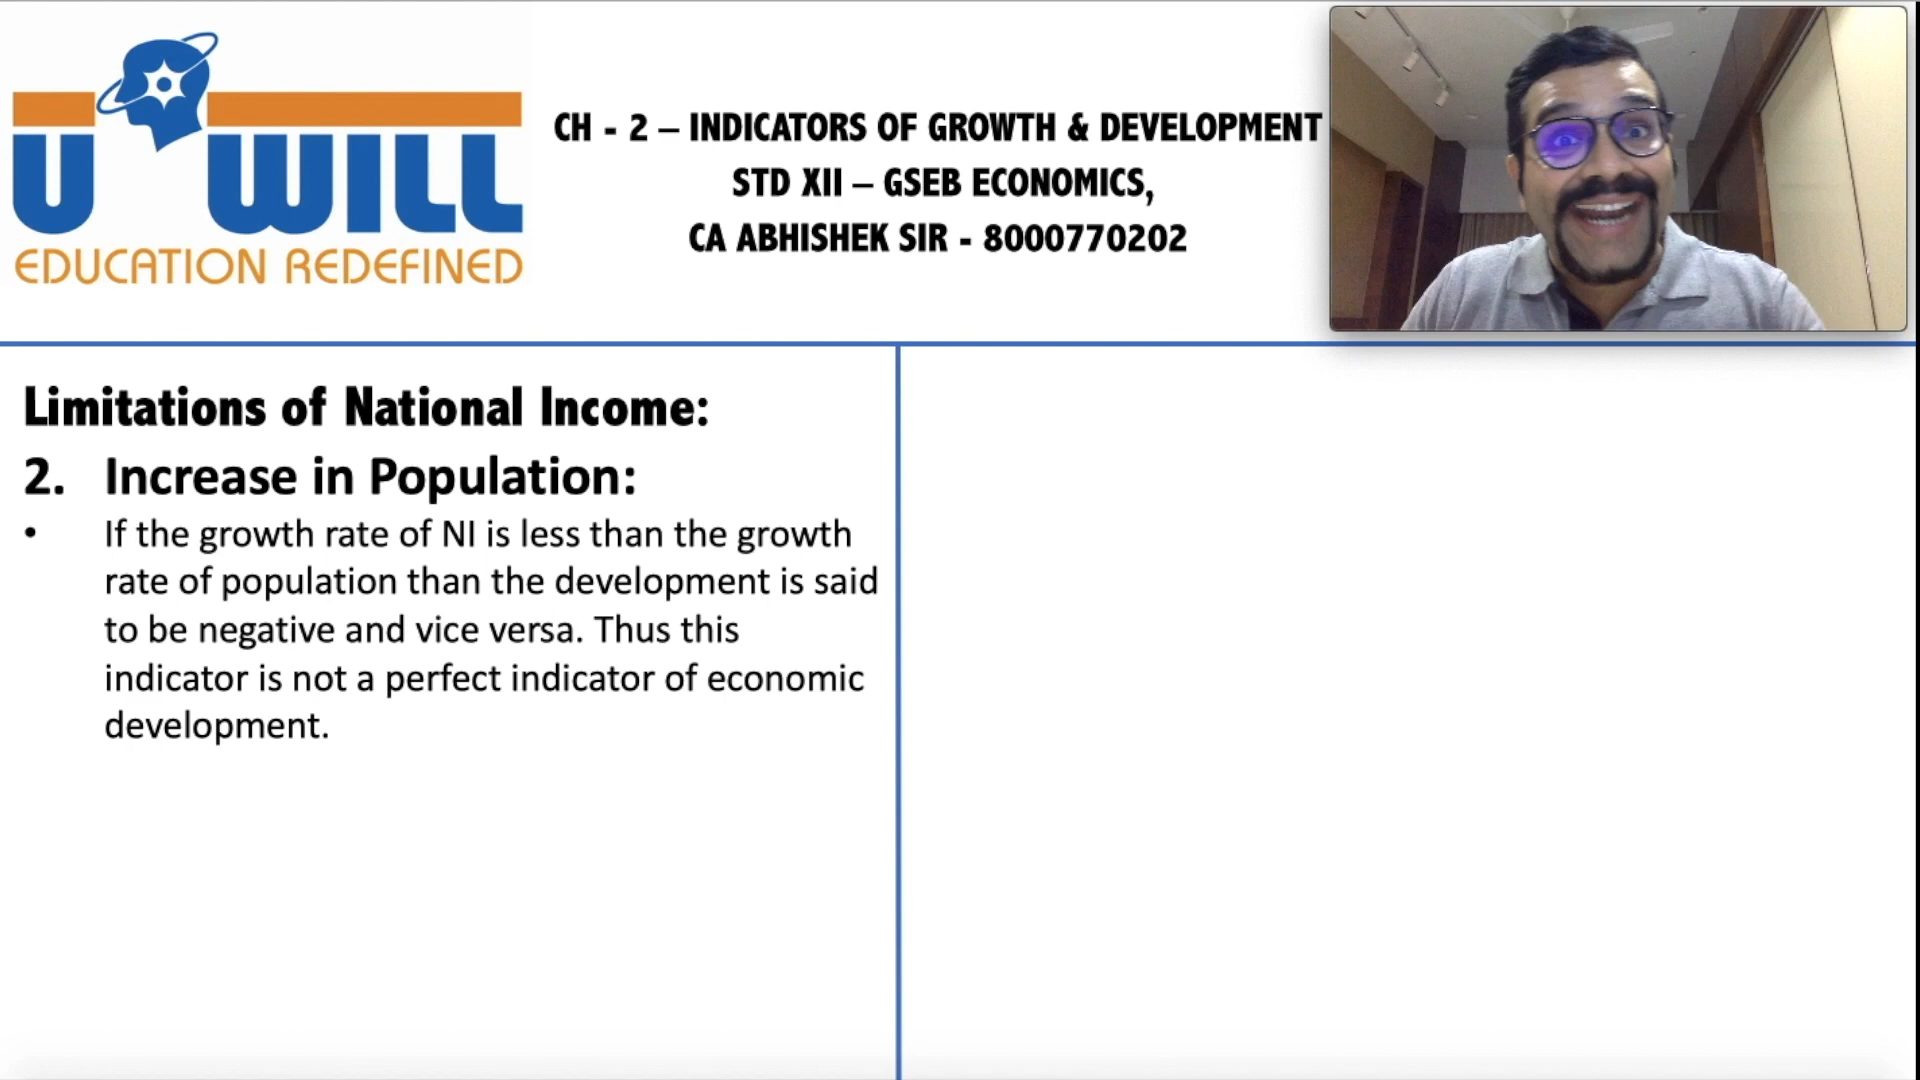 U WILL
EDUCATION REDEFINED
CH - 2 – INDICATORS OF GROWTH & DEVELOPMENT
STD XII – GSEB ECONOMICS,
CA ABHISHEK SIR - 8000770202
Limitations of National Income:
2. Increase in Population:
• If the growth rate of NI is less than the growth
rate of population than the development is said
to be negative and vice versa. Thus this
indicator is not a perfect indicator of economic
development.